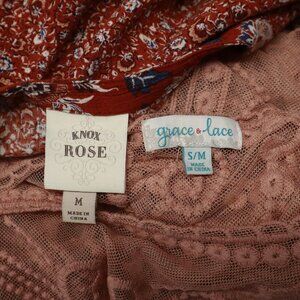 KNOX
ROSE
M
MADE IN
CHINA
grace & lace
S/M
MADE
IN CHINA